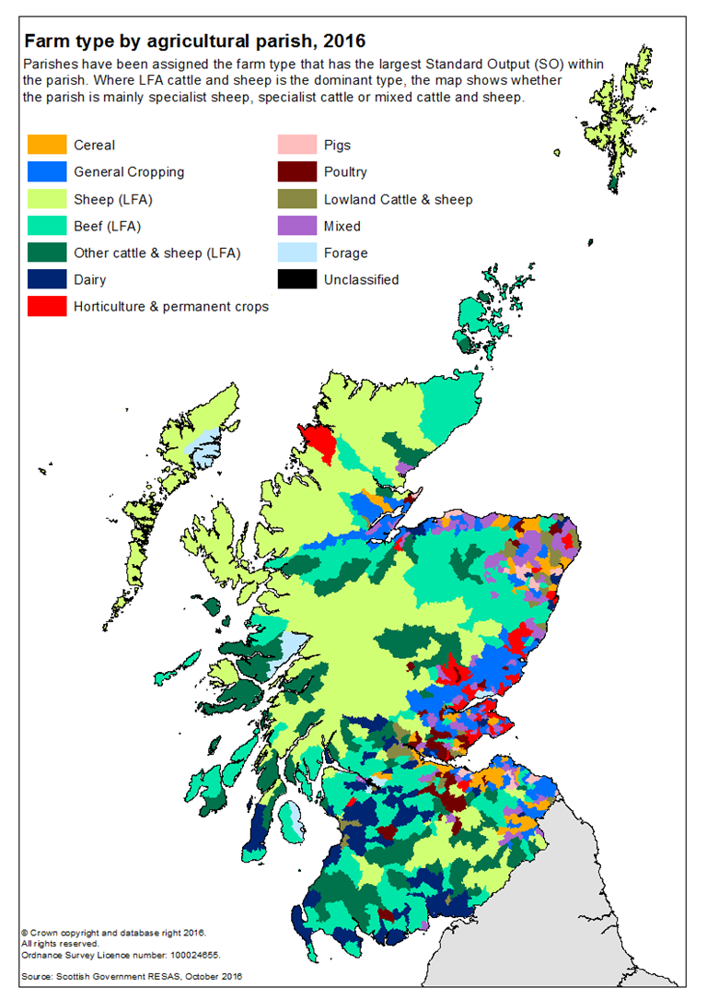 Farm type by agricultural parish, 2016
Parishes have been assigned the farm type that has the largest Standard Output (SO) within
the parish. Where LFA cattle and sheep is the dominant type, the map shows whether
the parish is mainly specialist sheep, specialist cattle or mixed cattle and sheep.
Cereal
General Cropping
Sheep (LFA)
Beef (LFA)
Other cattle & sheep (LFA)
Dairy
Horticulture & permanent crops
Pigs
Poultry
Lowland Cattle & sheep
Mixed
Forage
Unclassified
© Crown copyright and database right 2016.
All rights reserved.
Ordnance Survey Licence number: 100024655.
Source: Scottish Government RESAS, October 2016